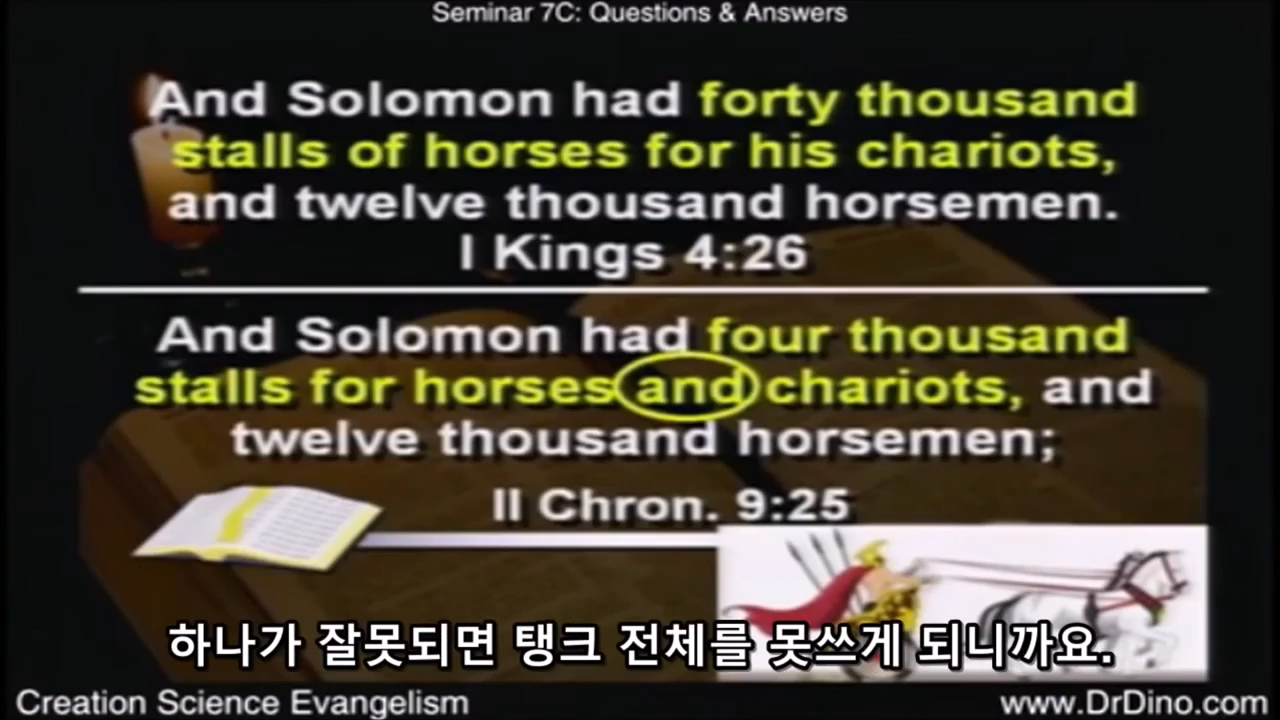 Seminar 7C: Questions & Answers
And Solomon had forty thousand
stalls of horses for his chariots,
and twelve thousand horsemen.
I Kings 4:26
And Solomon had four thousand
stalls for horses and chariots, and
twelve thousand horsemen;
II Chron. 9:25
하나가 잘못되면 탱크 전체를 못쓰게 되니까요.
Creation Science Evangelism
www.DrDino.com